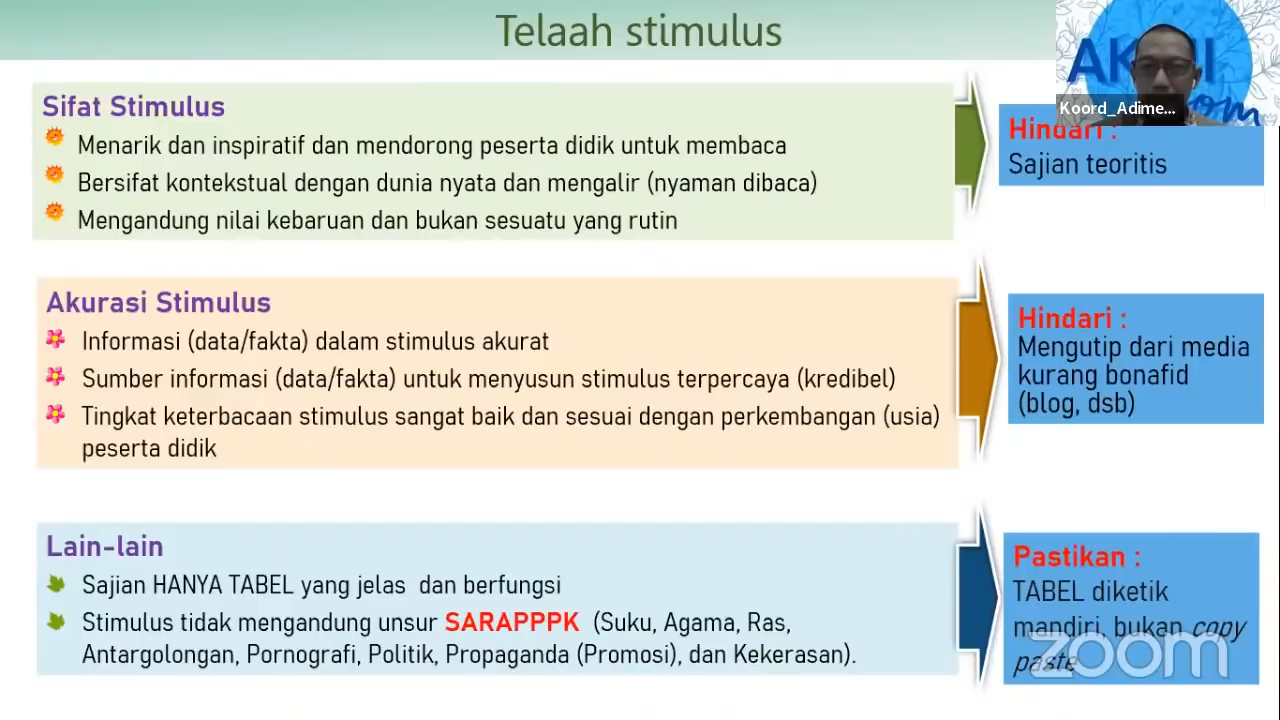 Telaah stimulus
Sifat Stimulus
Menarik dan inspiratif dan mendorong peserta didik untuk membaca
Bersifat kontekstual dengan dunia nyata dan mengalir (nyaman dibaca)
Mengandung nilai kebaruan dan bukan sesuatu yang rutin
Koord_Adime...
Hindari :
Sajian teoritis
Akurasi Stimulus
Informasi (data/fakta) dalam stimulus akurat
Sumber informasi (data/fakta) untuk menyusun stimulus terpercaya (kredibel)
Tingkat keterbacaan stimulus sangat baik dan sesuai dengan perkembangan (usia)
peserta didik
Hindari :
Mengutip dari media
kurang bonafid
(blog, dsb)
Lain-lain
Sajian HANYA TABEL yang jelas dan berfungsi
Stimulus tidak mengandung unsur SARAPPPK (Suku, Agama, Ras,
Antargolongan, Pornografi, Politik, Propaganda (Promosi), dan Kekerasan).
Pastikan :
TABEL diketik
mandiri, bukan copy
paste
zoom